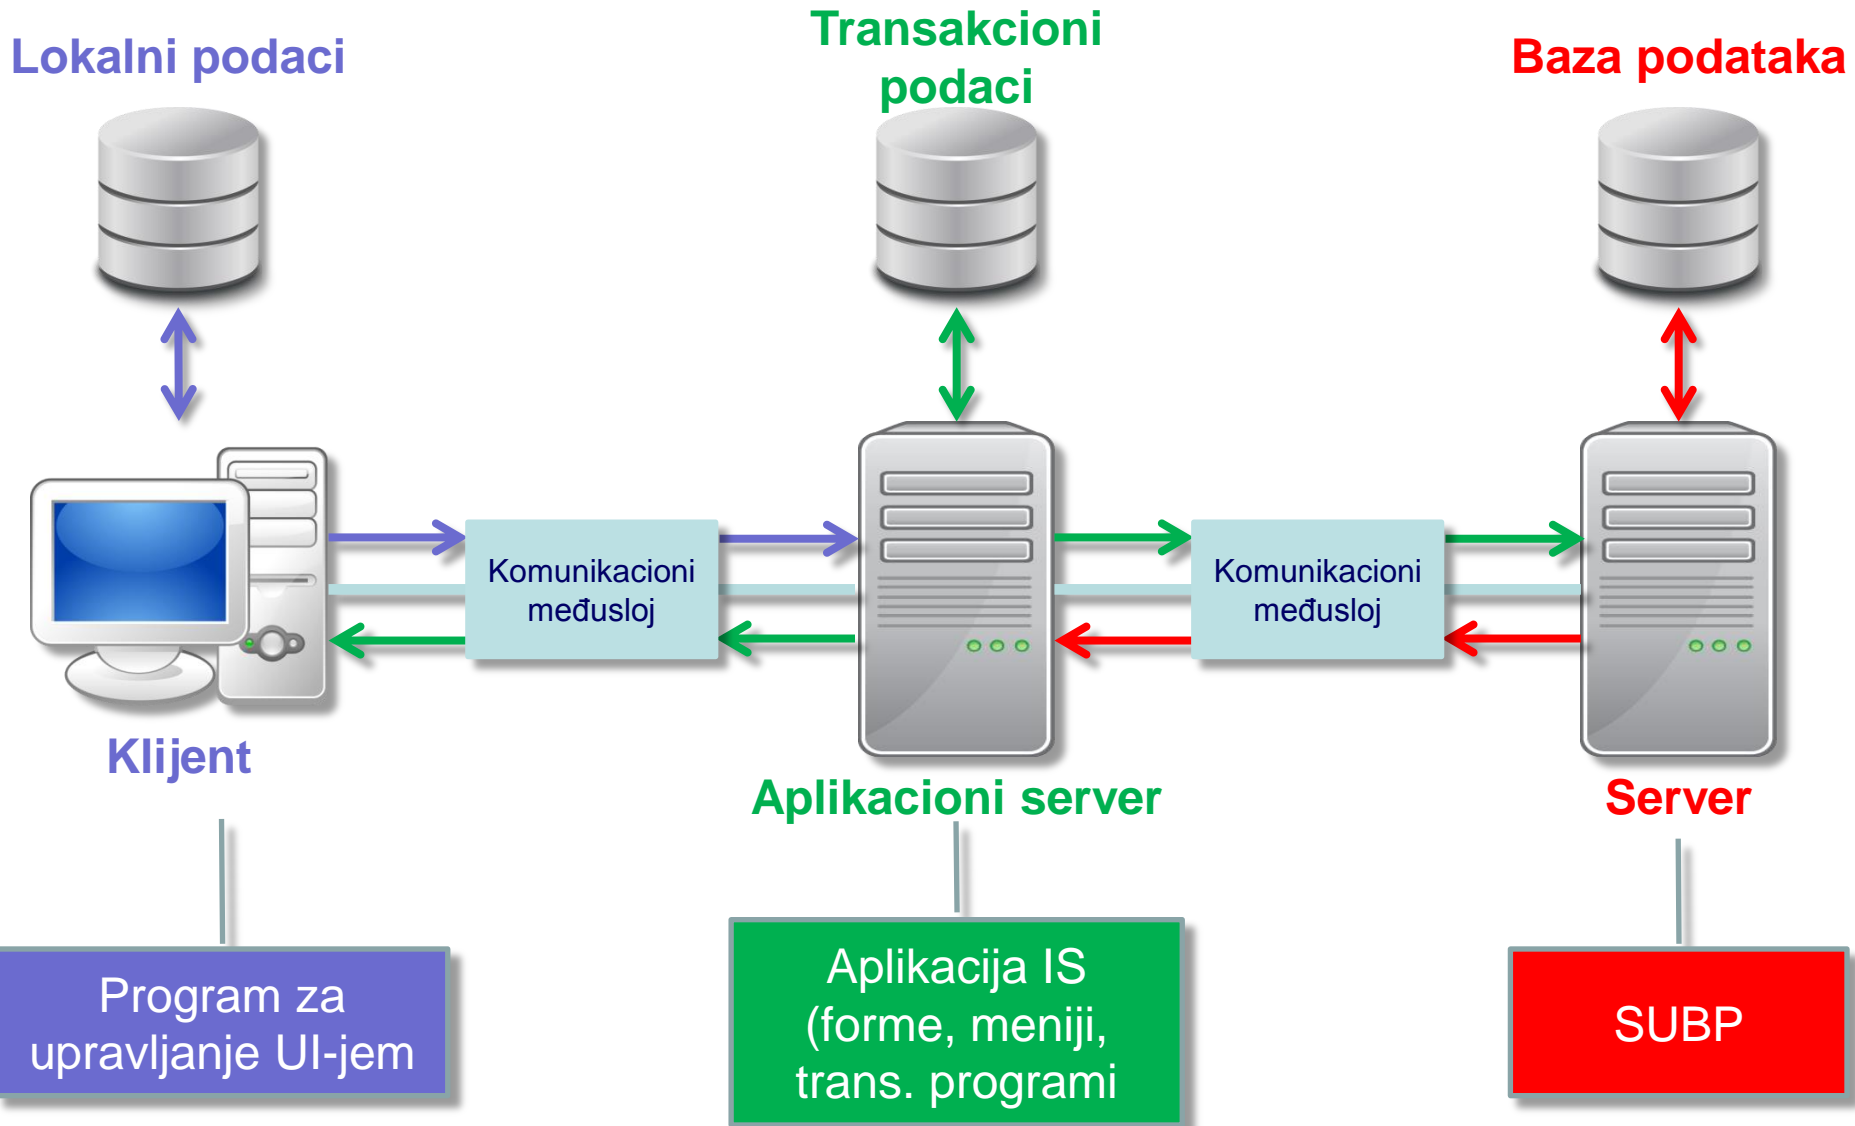 Lokalni podaci
Transakcioni
podaci
Baza podataka
Komunikacioni
međusloj
Komunikacioni
međusloj
Klijent
Aplikacioni server
Server
Program za
upravljanje UI-jem
Aplikacija IS
(forme, meniji,
trans. programi
SUBP